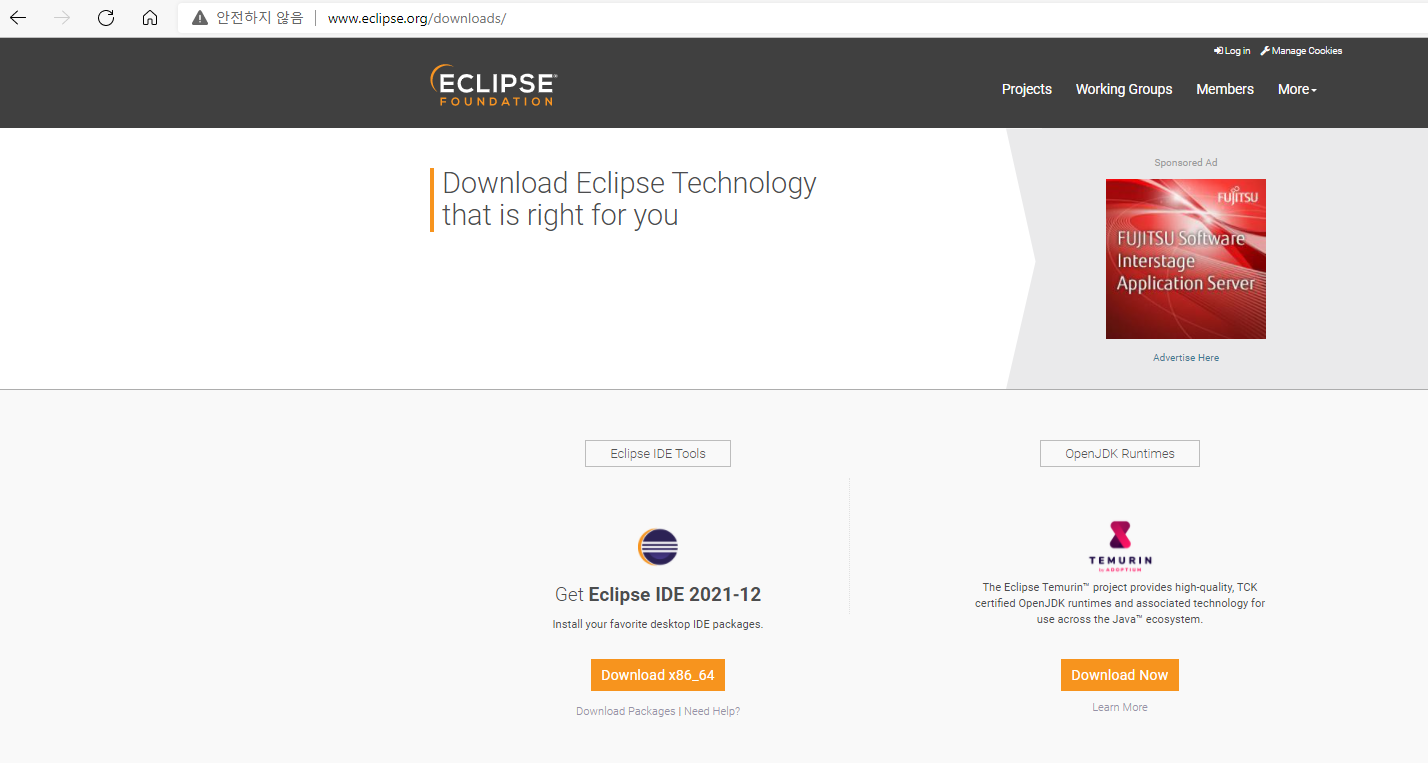 안전하지 않음 | www.eclipse.org/downloads/
Log in Manage Cookies
ECLIPSE®
FOUNDATION
Projects Working Groups Members More
Download Eclipse Technology
that is right for you
Sponsored Ad
FUJITSU
FUJITSU Software
Interstage
Application Server
Advertise Here
Eclipse IDE Tools
Get Eclipse IDE 2021-12
Install your favorite desktop IDE packages.
Download x86_64
Download Packages | Need Help?
OpenJDK Runtimes
TEMURIN
by ADOPTIUM
The Eclipse Temurin™ project provides high-quality, TCK
certified OpenJDK runtimes and associated technology for
use across the Java™ ecosystem.
Download Now
Learn More